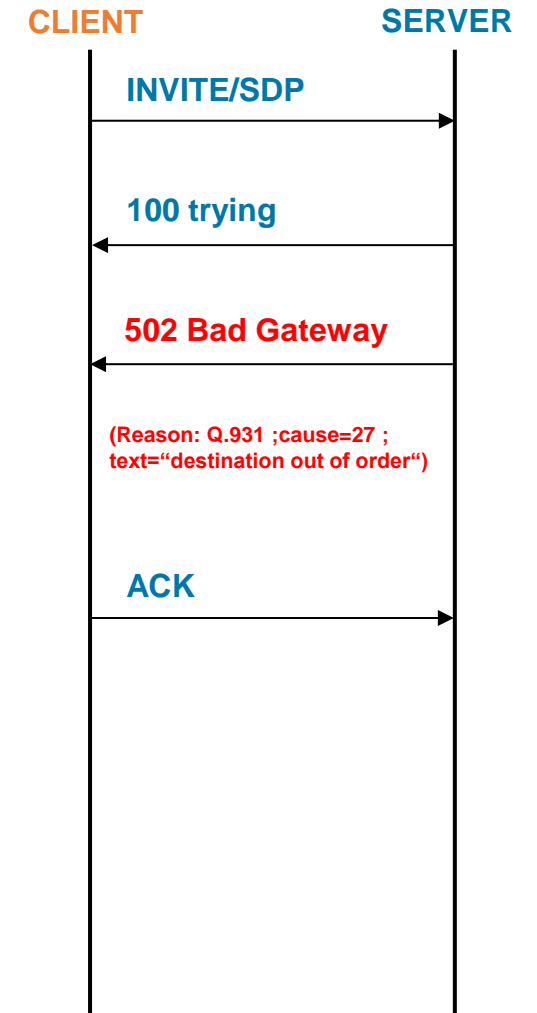 CLIENT SERVER
INVITE/SDP
100 trying
502 Bad Gateway
(Reason: Q.931 ;cause=27 ;
text=“destination out of order“)
ACK